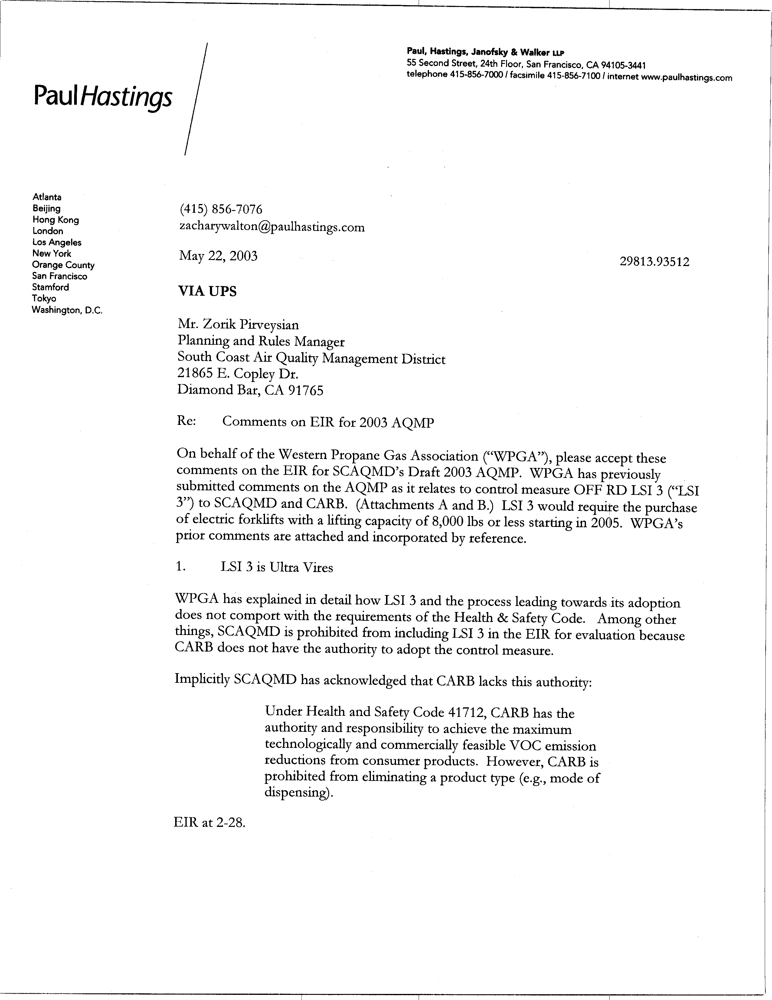 Paul, Hastings, Janofsky & Walker LLP
55 Second Street, 24th Floor, San Francisco, CA 94105-3441
telephone 415-856-7000 / facsimile 415-856-7100 / internet www.paulhastings.com
PaulHastings
Atlanta
Beijing
Hong Kong
London
Los Angeles
New York
Orange County
San Francisco
Stamford
Tokyo
Washington, D.C.
(415) 856-7076
zacharywalton@paulhastings.com
May 22, 2003
29813.93512
VIA UPS
Mr. Zorik Pirveysian
Planning and Rules Manager
South Coast Air Quality Management District
21865 E. Copley Dr.
Diamond Bar, CA 91765
Re: Comments on EIR for 2003 AQMP
On behalf of the Western Propane Gas Association (“WPGA”), please accept these
comments on the EIR for SCAQMD’s Draft 2003 AQMP. WPGA has previously
submitted comments on the AQMP as it relates to control measure OFF RD LSI 3 (“LSI
3”) to SCAQMD and CARB. (Attachments A and B.) LSI 3 would require the purchase
of electric forklifts with a lifting capacity of 8,000 lbs or less starting in 2005. WPGA’s
prior comments are attached and incorporated by reference.
1. LSI 3 is Ultra Vires
WPGA has explained in detail how LSI 3 and the process leading towards its adoption
does not comport with the requirements of the Health & Safety Code. Among other
things, SCAQMD is prohibited from including LSI 3 in the EIR for evaluation because
CARB does not have the authority to adopt the control measure.
Implicitly SCAQMD has acknowledged that CARB lacks this authority:
Under Health and Safety Code 41712, CARB has the
authority and responsibility to achieve the maximum
technologically and commercially feasible VOC emission
reductions from consumer products. However, CARB is
prohibited from eliminating a product type (e.g., mode of
dispensing).
EIR at 2-28.